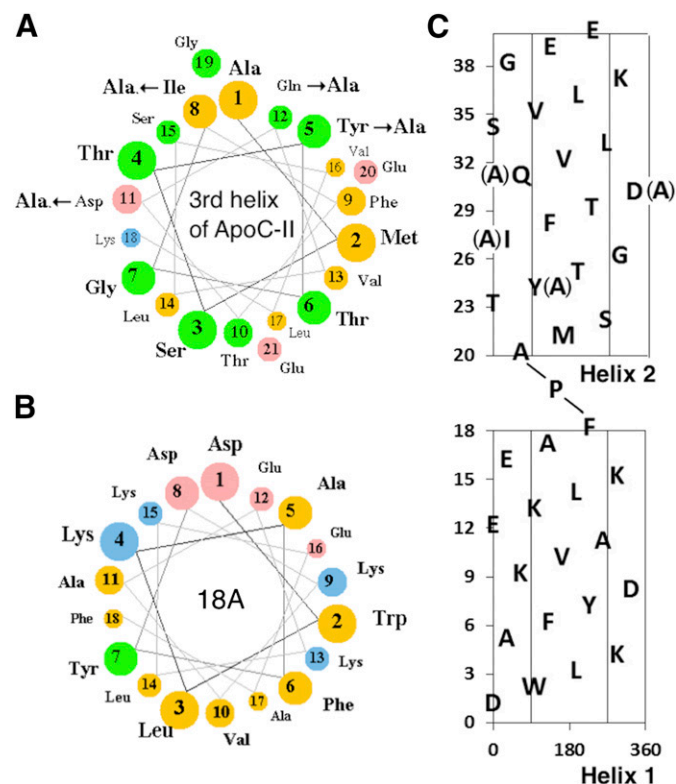 A
Gly
19
Ala
Ala.← Ile
8
1
Gln →Ala
12
Ser
15
5
Tyr →Ala
Thr
4
Val
16
20
Glu
Ala.← Asp
11
3rd helix
of ApoC-II
9
Phe
Lys
18
2
Met
Gly
7
13
Val
Leu
14
6
Thr
3
Ser
10
Thr
17
Leu
21
Glu
B
Asp
Asp
Glu
8
1
12
Ala
Lys
15
5
Lys
4
16
Glu
Ala
11
18A
9
Lys
Phe
18
2
Trp
7
Tyr
13
Lys
Leu
14
6
Phe
3
Leu
10
Val
17
Ala
C
E
E
38
G
K
L
35
V
S
L
32
V
(A)Q
D(A)
29
T
F
(A)I
26
G
T
Y(A)
23
T
S
M
20
A
Helix 2
P
F
18
A
E
K
15
L
K
12
E
A
V
9
K
D
Y
6
F
A
K
3
L
W
D
0
0 180 360
Helix 1